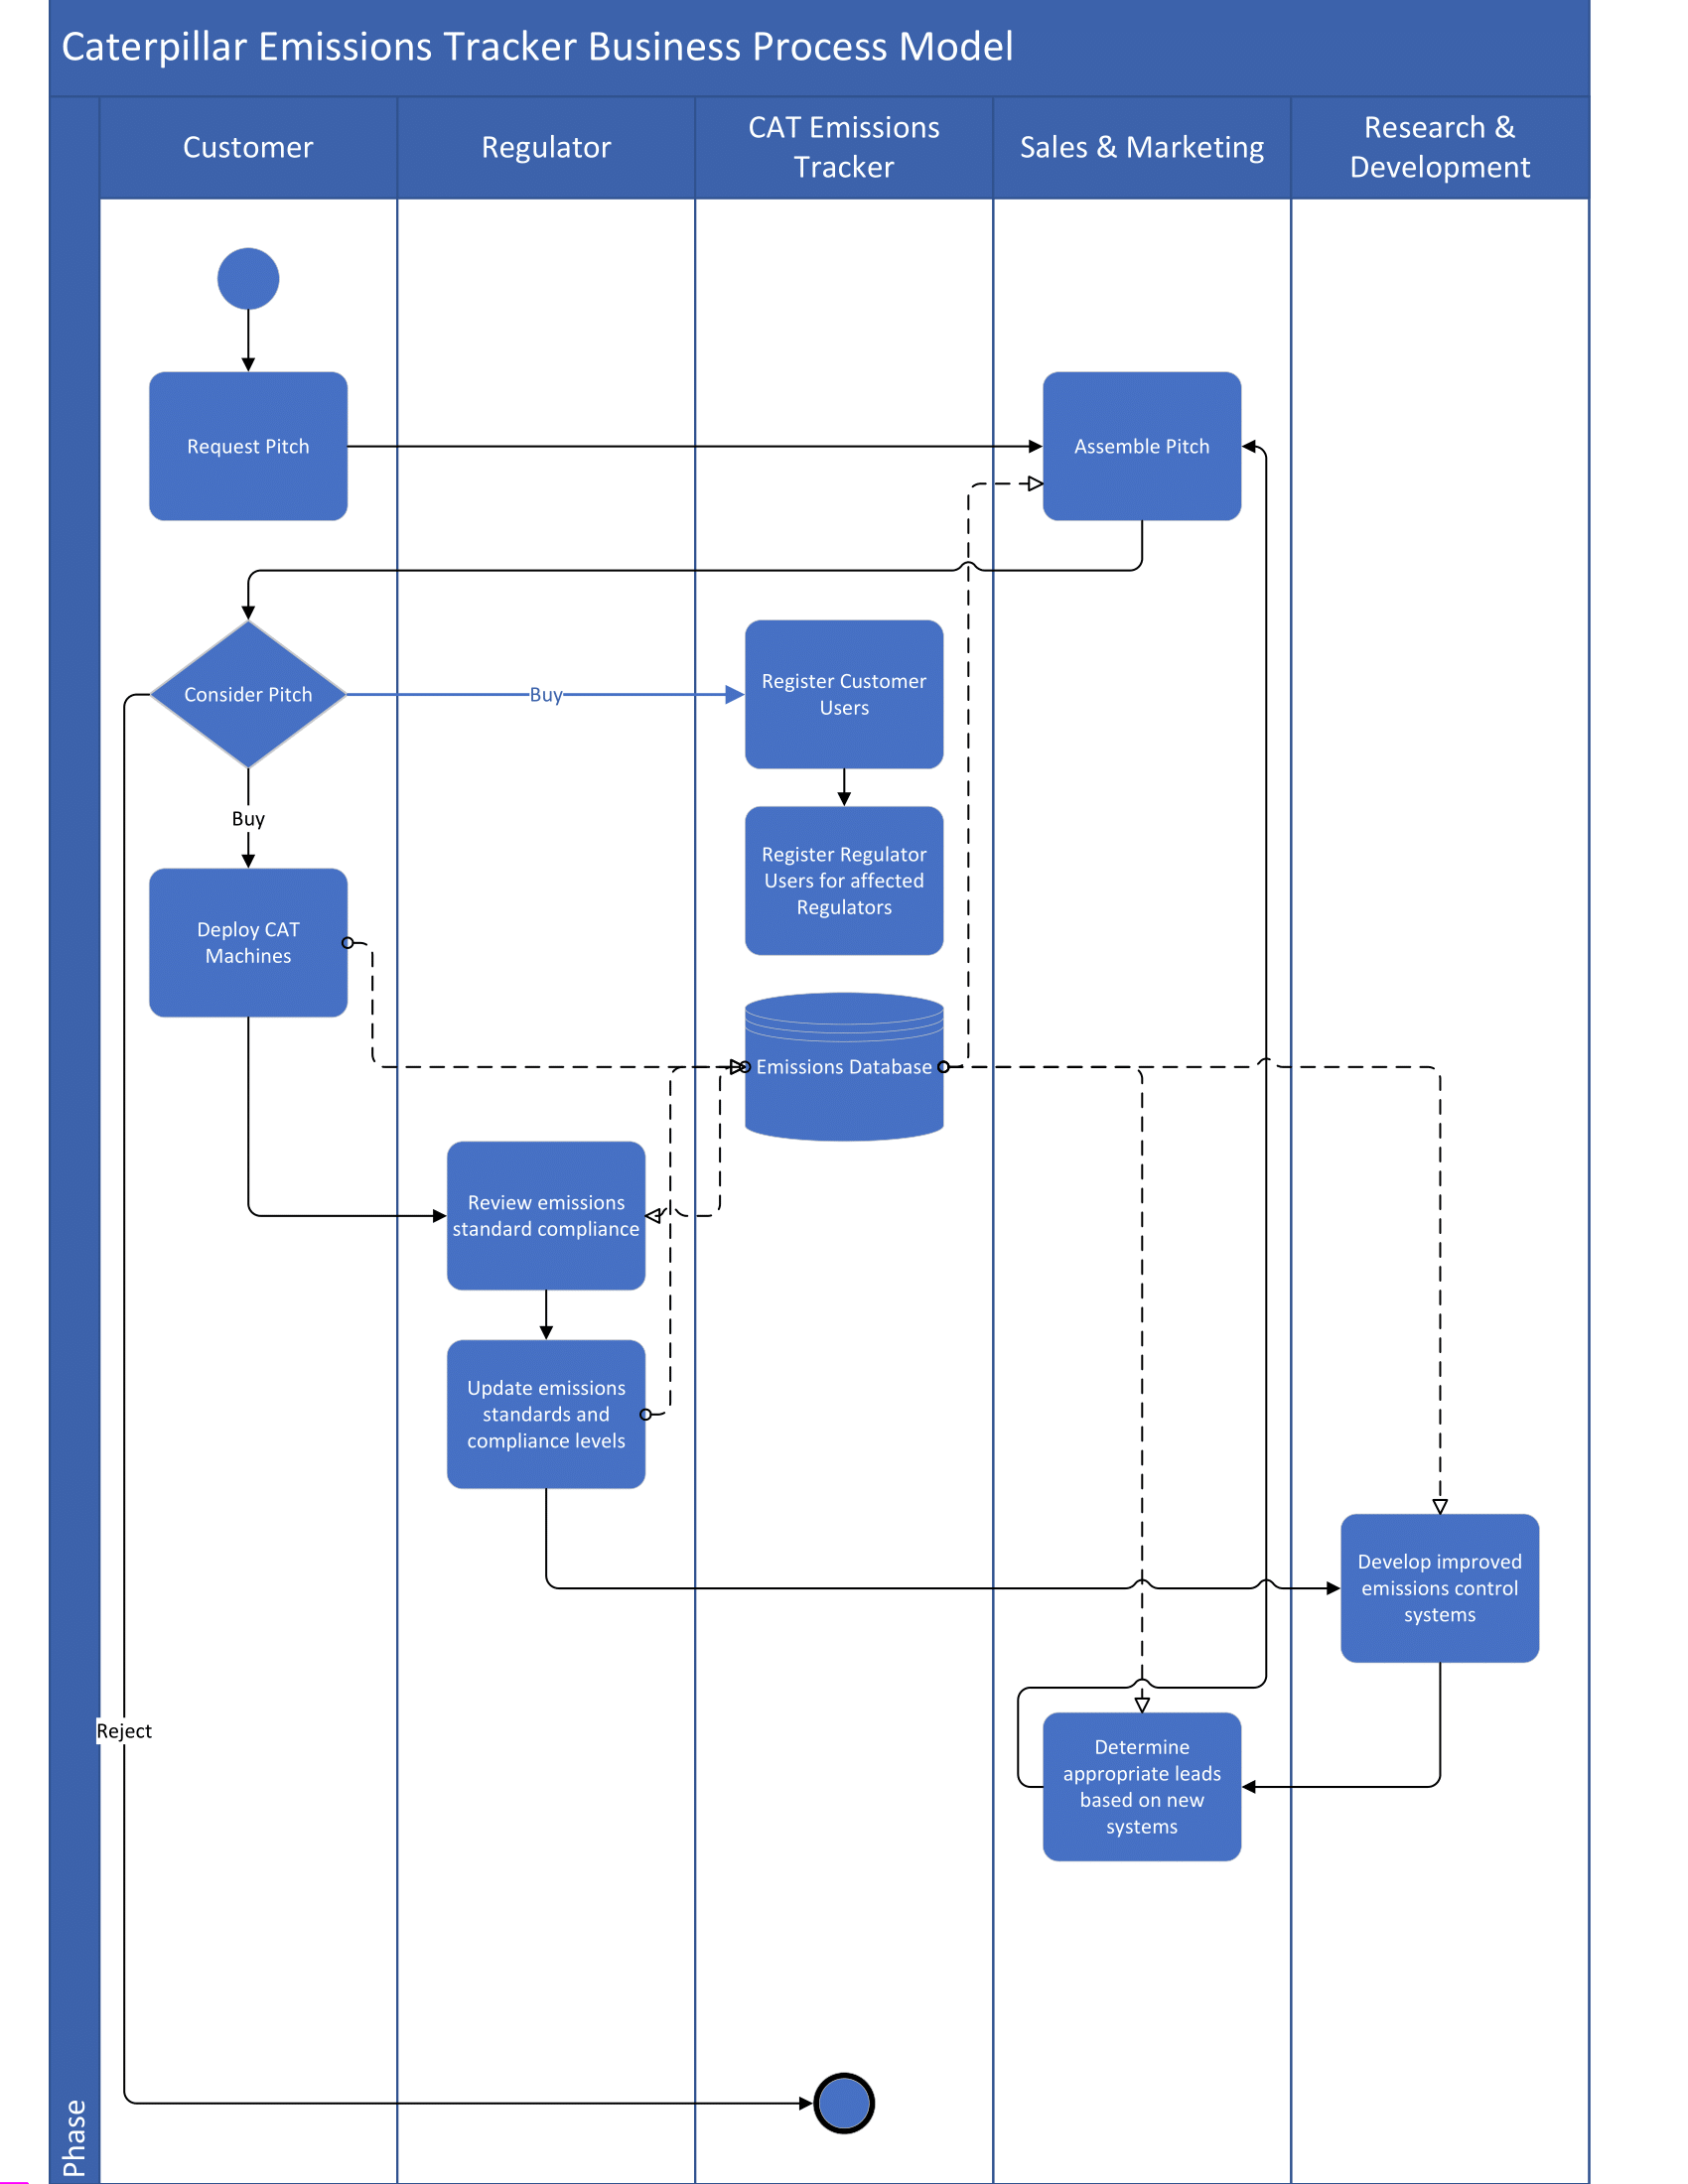 Caterpillar Emissions Tracker Business Process Model
Customer
Regulator
CAT Emissions
Tracker
Sales & Marketing
Research &
Development
Request Pitch
Assemble Pitch
Consider Pitch
Buy
Register Customer
Users
Buy
Register Regulator
Users for affected
Regulators
Deploy CAT
Machines
Emissions Database
Review emissions
standard compliance
Update emissions
standards and
compliance levels
Develop improved
emissions control
systems
Reject
Determine
appropriate leads
based on new
systems
Phase